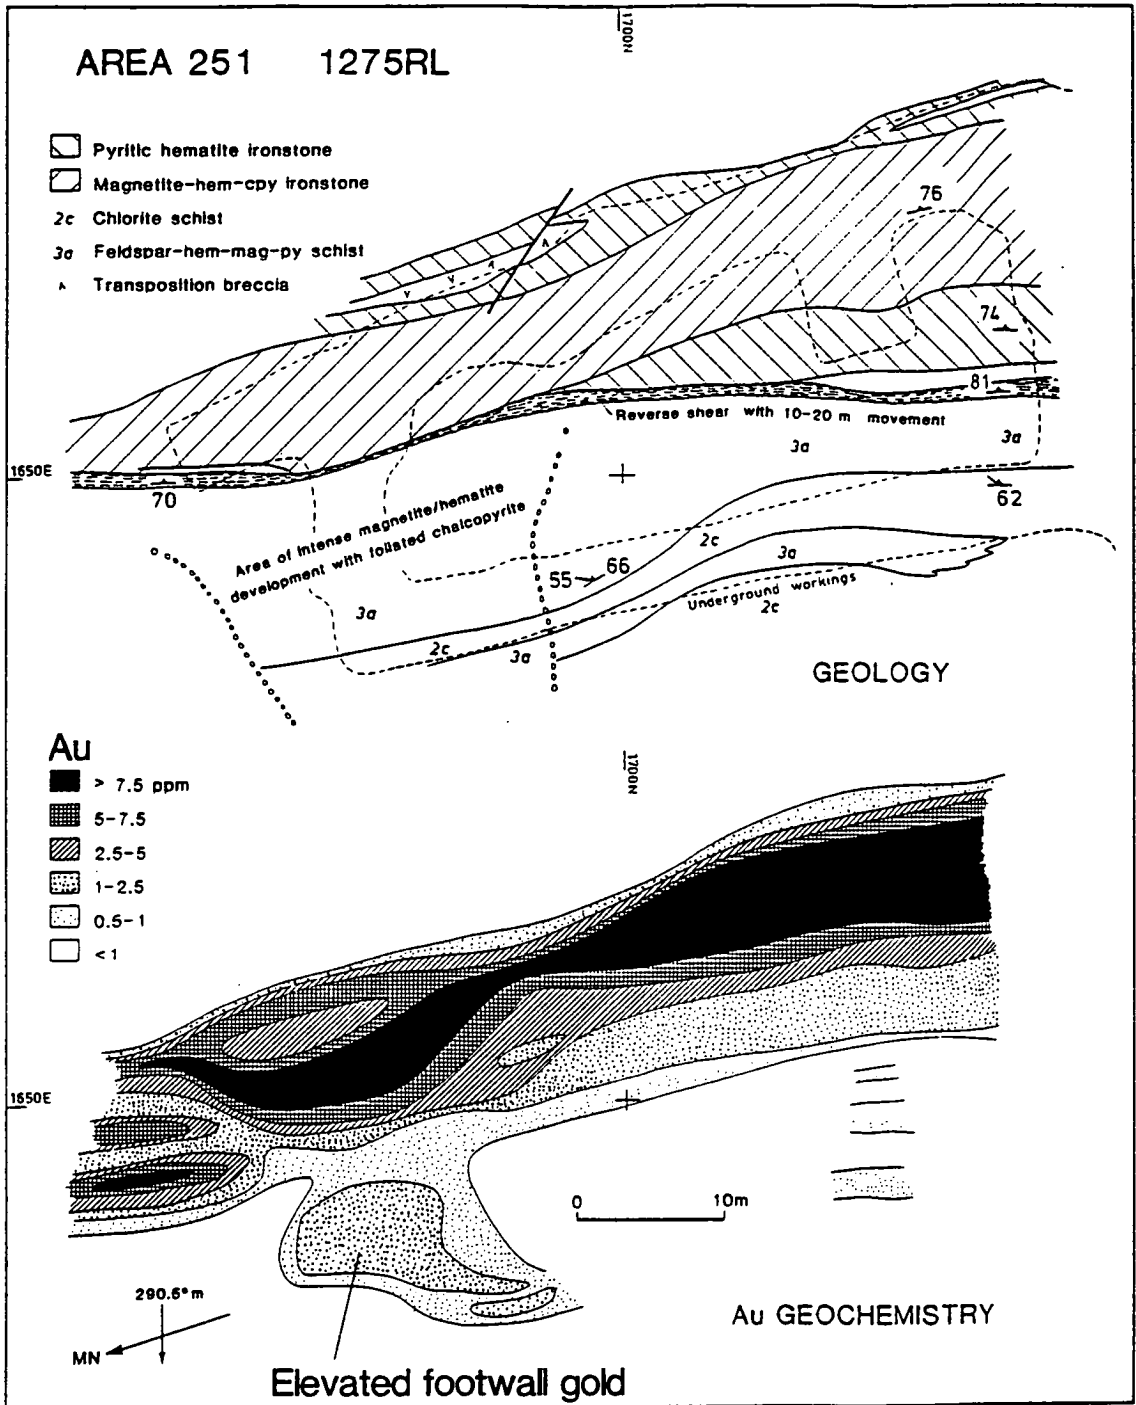 1700N
AREA 251 1275RL
Pyritic hematite ironstone
Magnetite-hem-cpy ironstone
2c Chlorite schist
3a Feldspar-hem-mag-py schist
Transposition breccia
76
74
81
Reverse shear with 10-20 m movement
3a
3a
1650E
70
62
Area of intense magnetite/hematite
development with foliated chalcopyrite
2c
3a
55 66
Underground workings
2c
3a
2c
3a
GEOLOGY
Au
> 7.5 ppm
5-7.5
2.5-5
1-2.5
0.5-1
<1
1700N
1650E
0 10m
290.5°m
MN
Au GEOCHEMISTRY
Elevated footwall gold